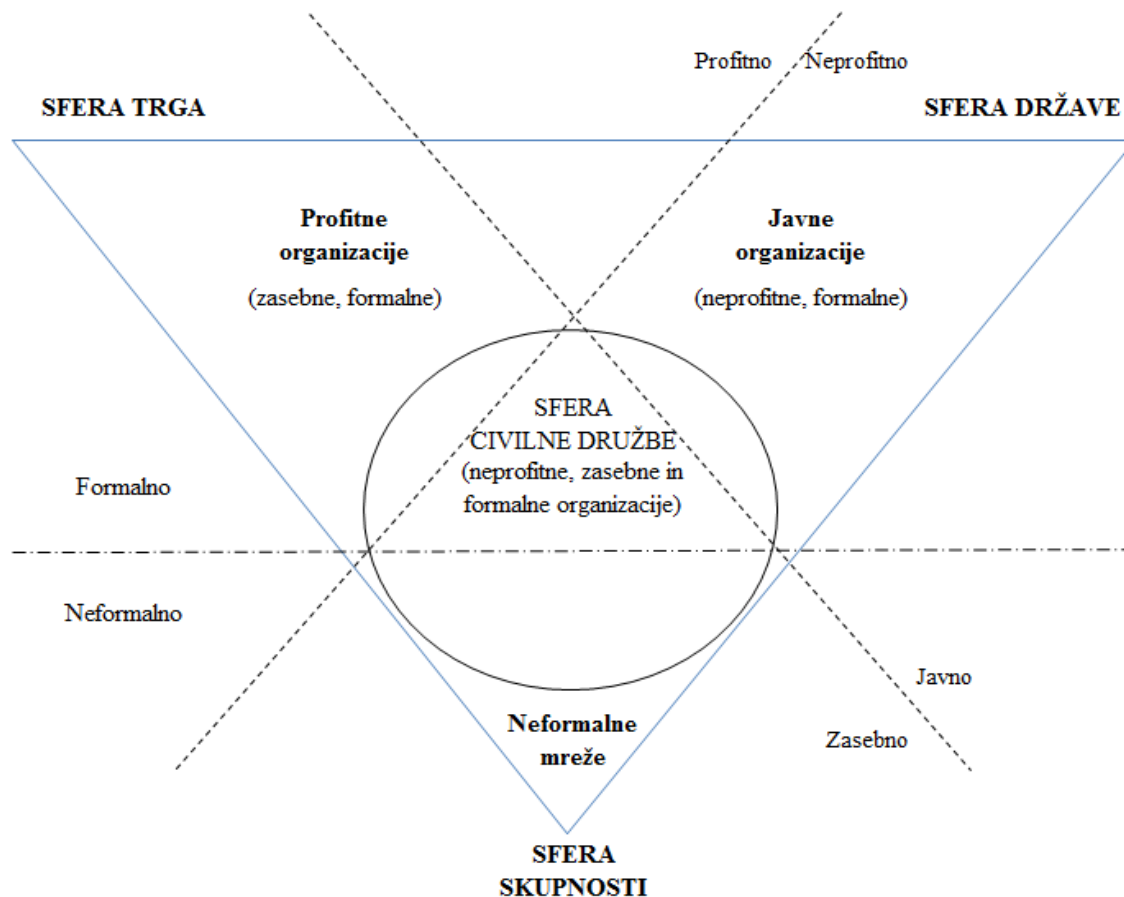 Profitno
Neprofitno
SFERA TRGA
SFERA DRŽAVE
Profitne
organizacije
(zasebne, formalne)
Javne
organizacije
(neprofitne, formalne)
SFERA
CIVILNE DRUŽBE
(neprofitne, zasebne in
formalne organizacije)
Formalno
Neformalno
Javno
Zasebno
Neformalne
mreže
SFERA
SKUPNOSTI